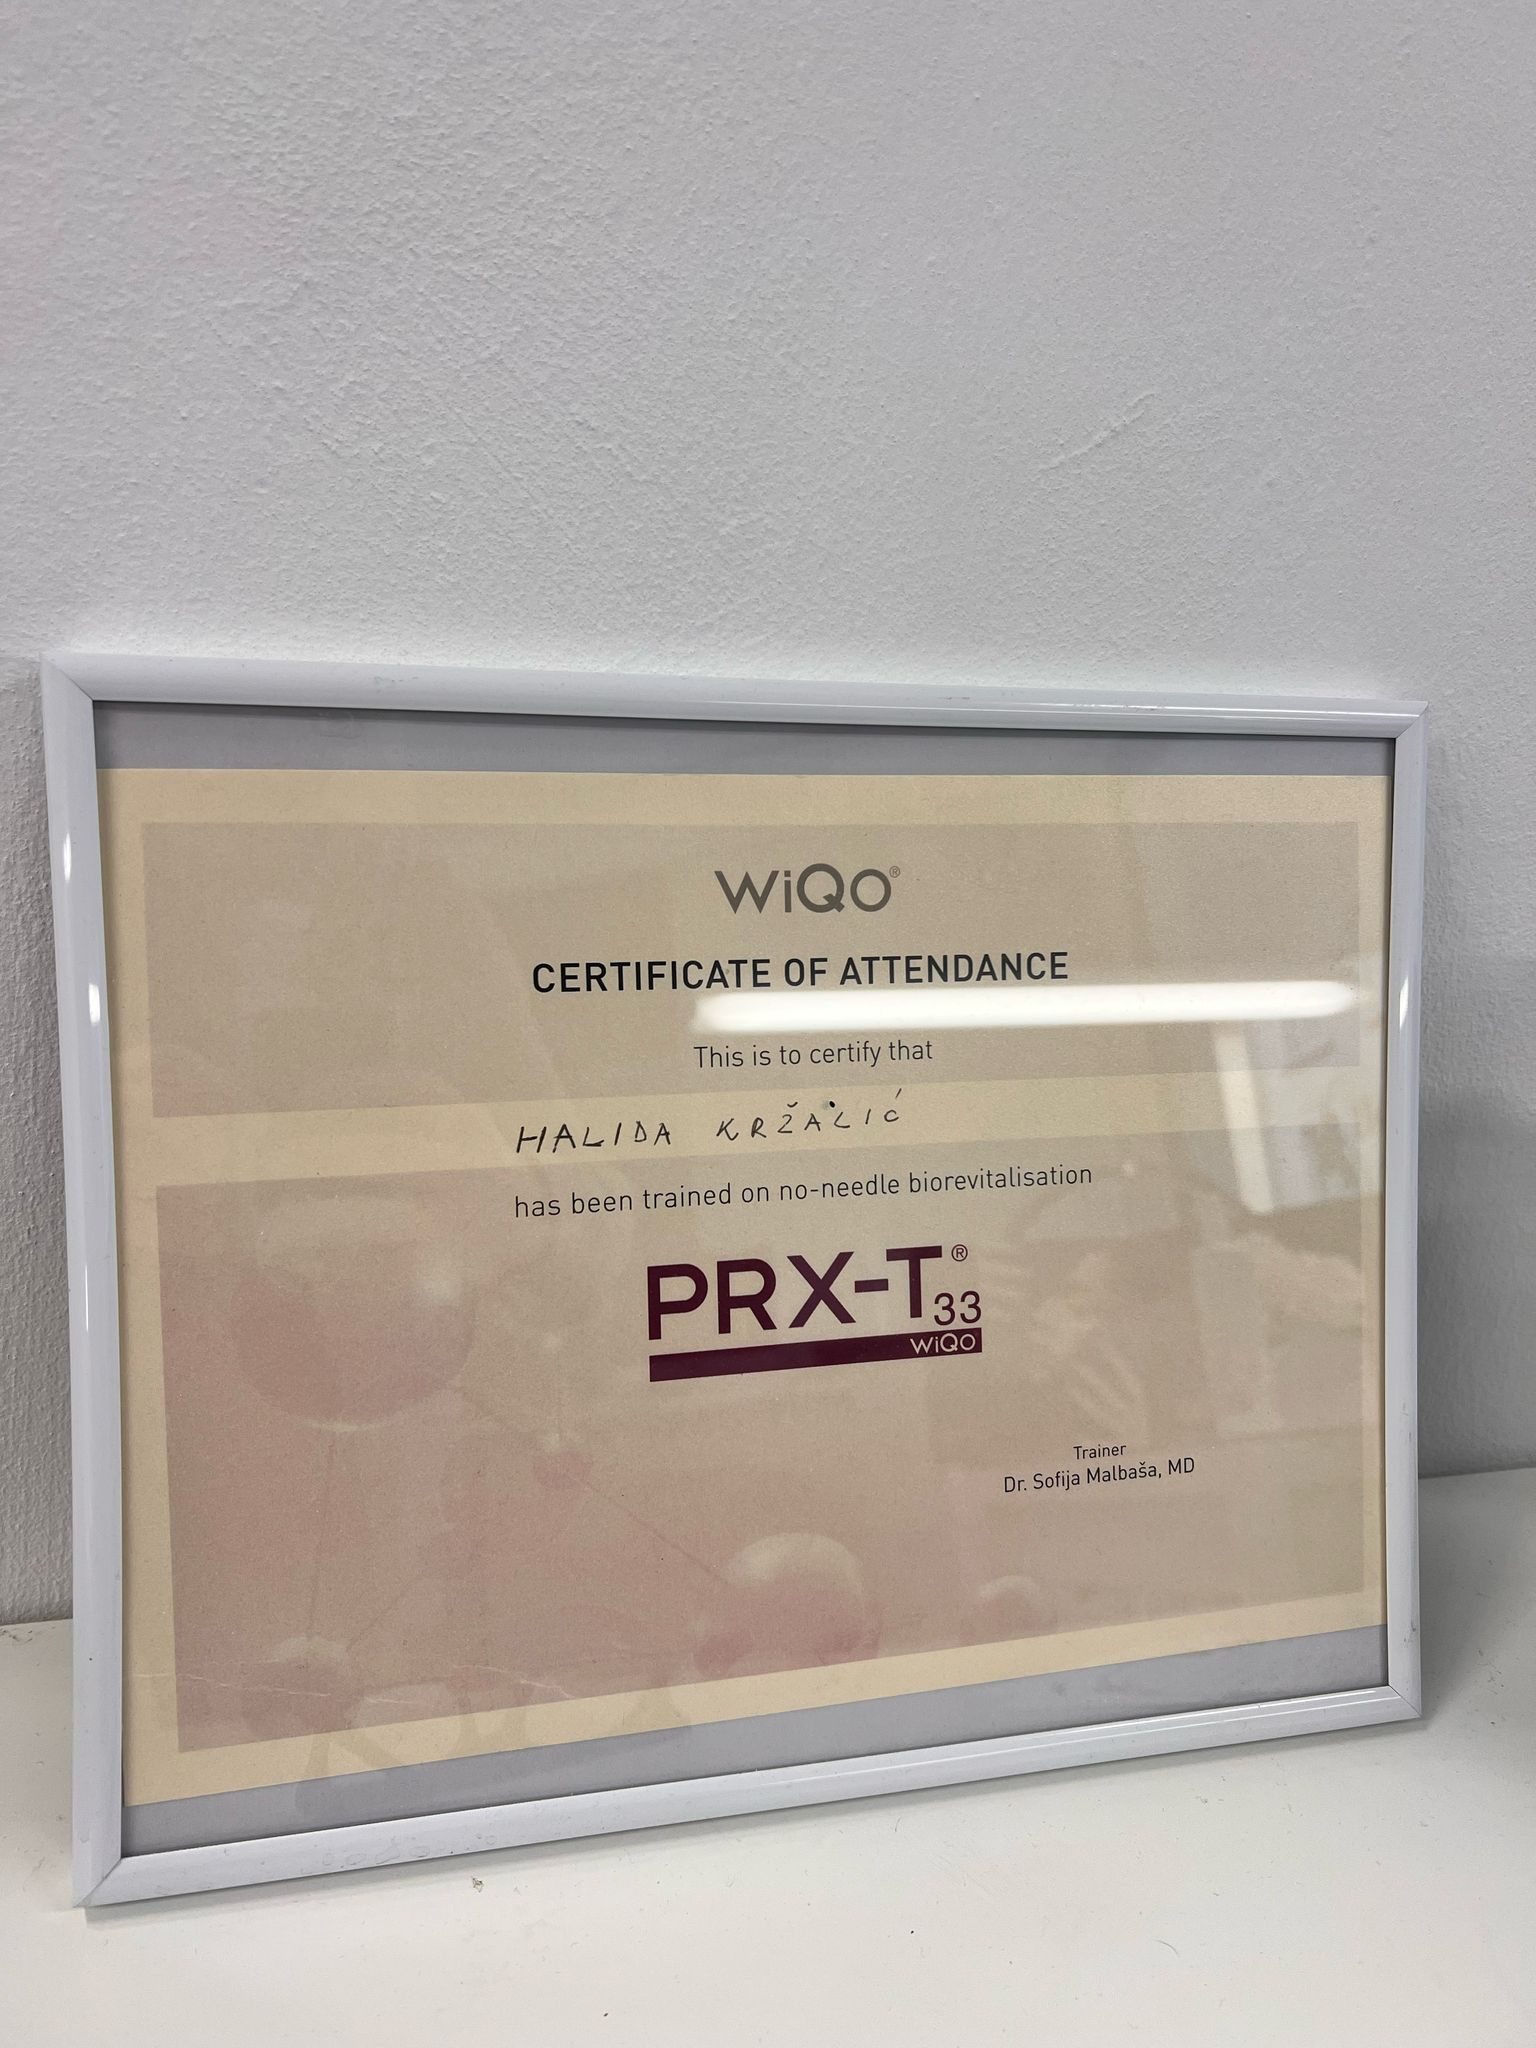 WiQo®
CERTIFICATE OF ATTENDANCE
This is to certify that
HALIDA KRŽALIĆ
has been trained on no-needle biorevitalisation
PRX-T33®
WiQo
Trainer
Dr. Sofija Malbaša, MD